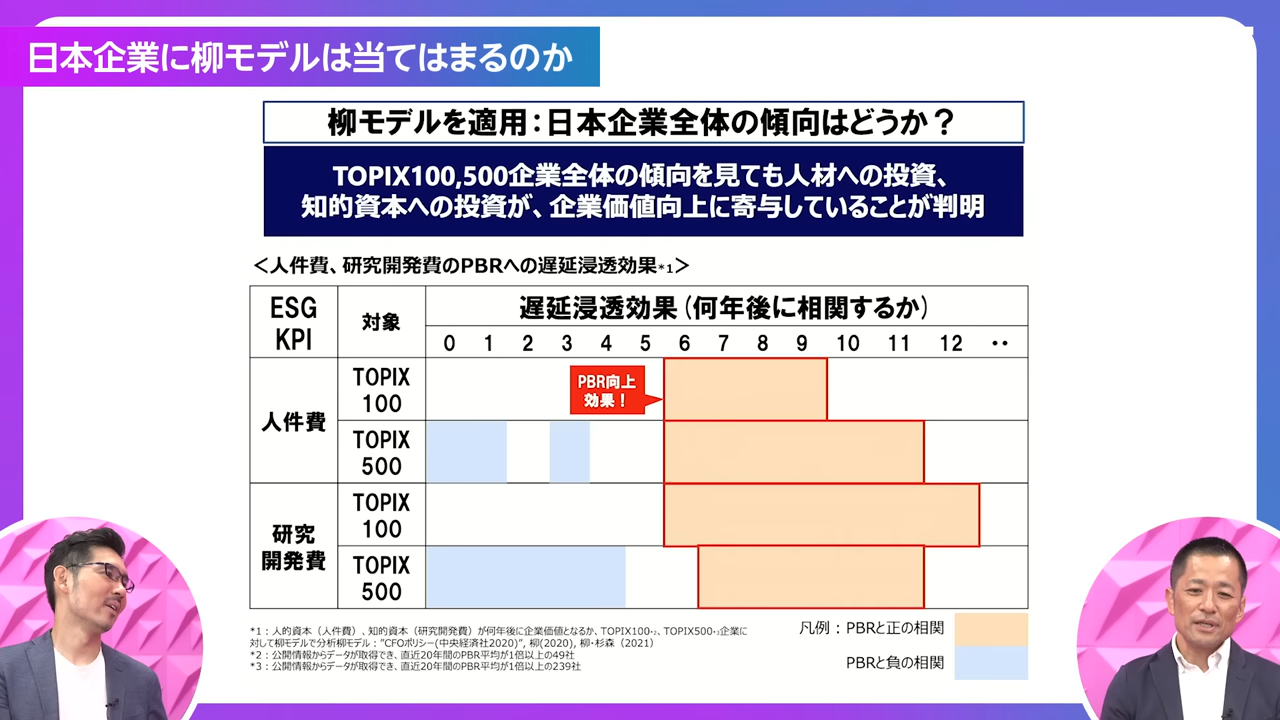 日本企業に柳モデルは当てはまるのか
柳モデルを適用：日本企業全体の傾向はどうか？
TOPIX100,500企業全体の傾向を見ても人材への投資、
知的資本への投資が、企業価値向上に寄与していることが判明
＜人件費、研究開発費のPBRへの遅延浸透効果*1＞
ESG
KPI
対象
遅延浸透効果（何年後に相関するか）
0 1 2 3 4 5 6 7 8 9 10 11 12 ・・
人件費
TOPIX
100
PBR向上
効果！
TOPIX
500
研究
開発費
TOPIX
100
TOPIX
500
*1：人的資本（人件費）、知的資本（研究開発費）が何年後に企業価値となるか、TOPIX100*2、TOPIX500*3企業に
対して柳モデルで分析柳モデル："CFOポリシー(中央経済社2020)", 柳(2020), 柳・杉森（2021）
*2：公開情報からデータが取得でき、直近20年間のPBR平均が1倍以上の49社
*3：公開情報からデータが取得でき、直近20年間のPBR平均が1倍以上の239社
凡例：PBRと正の相関
PBRと負の相関